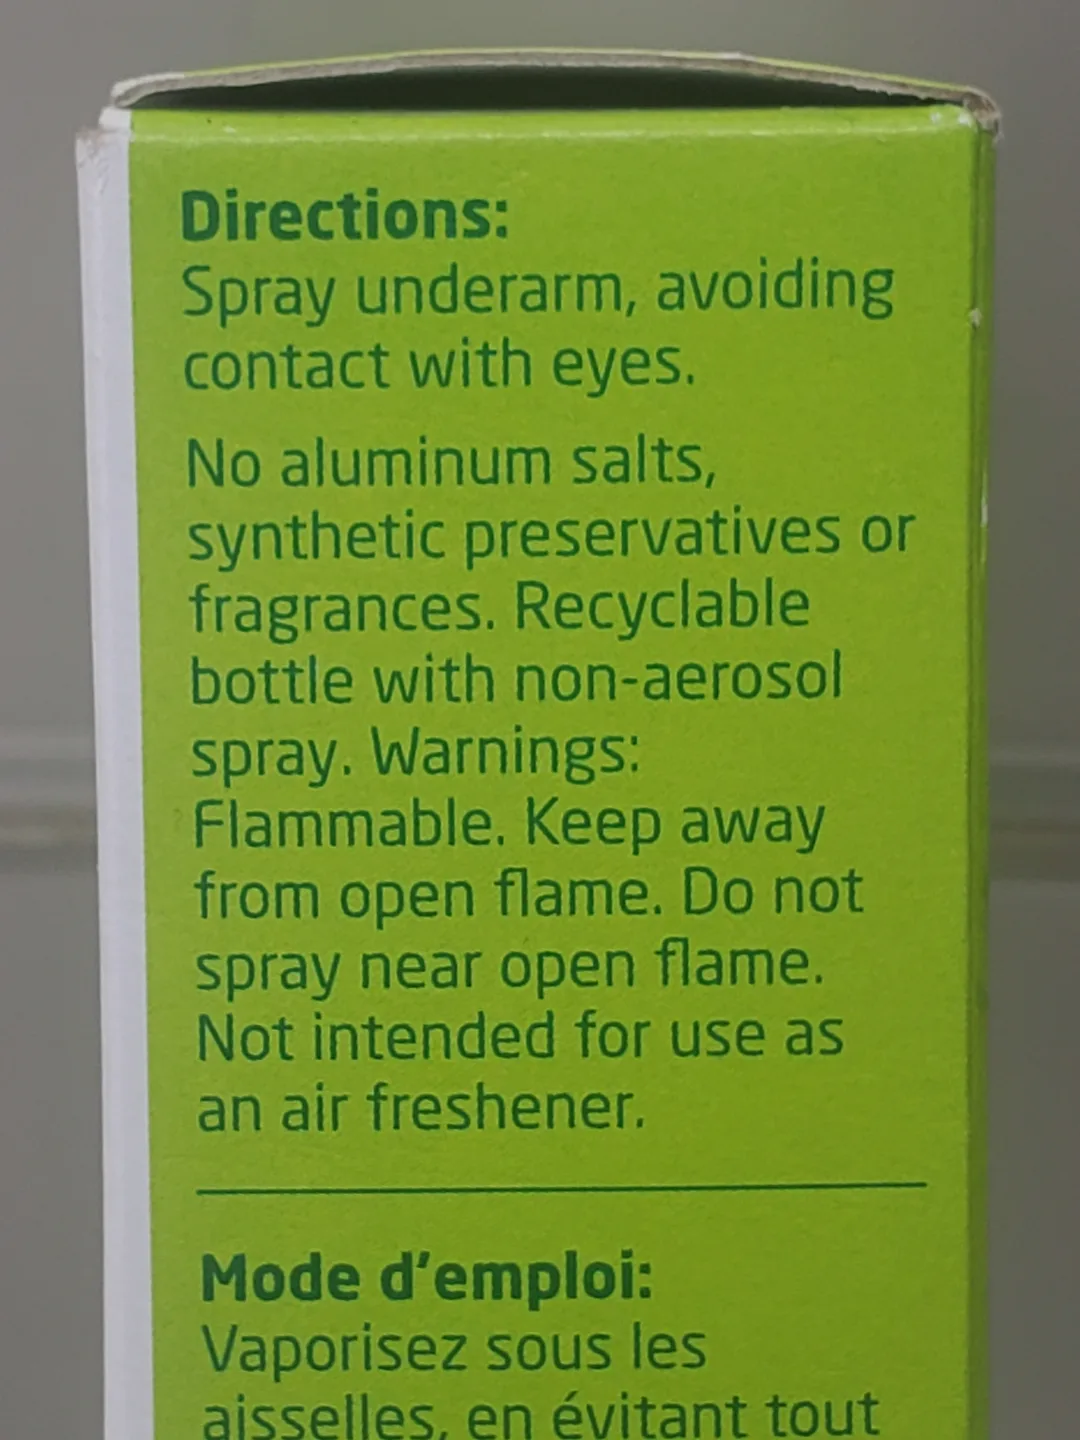 Directions:
Spray underarm, avoiding
contact with eyes.
No aluminum salts,
synthetic preservatives or
fragrances. Recyclable
bottle with non-aerosol
spray. Warnings:
Flammable. Keep away
from open flame. Do not
spray near open flame.
Not intended for use as
an air freshener.
Mode d'emploi:
Vaporisez sous les
aisselles, en évitant tout